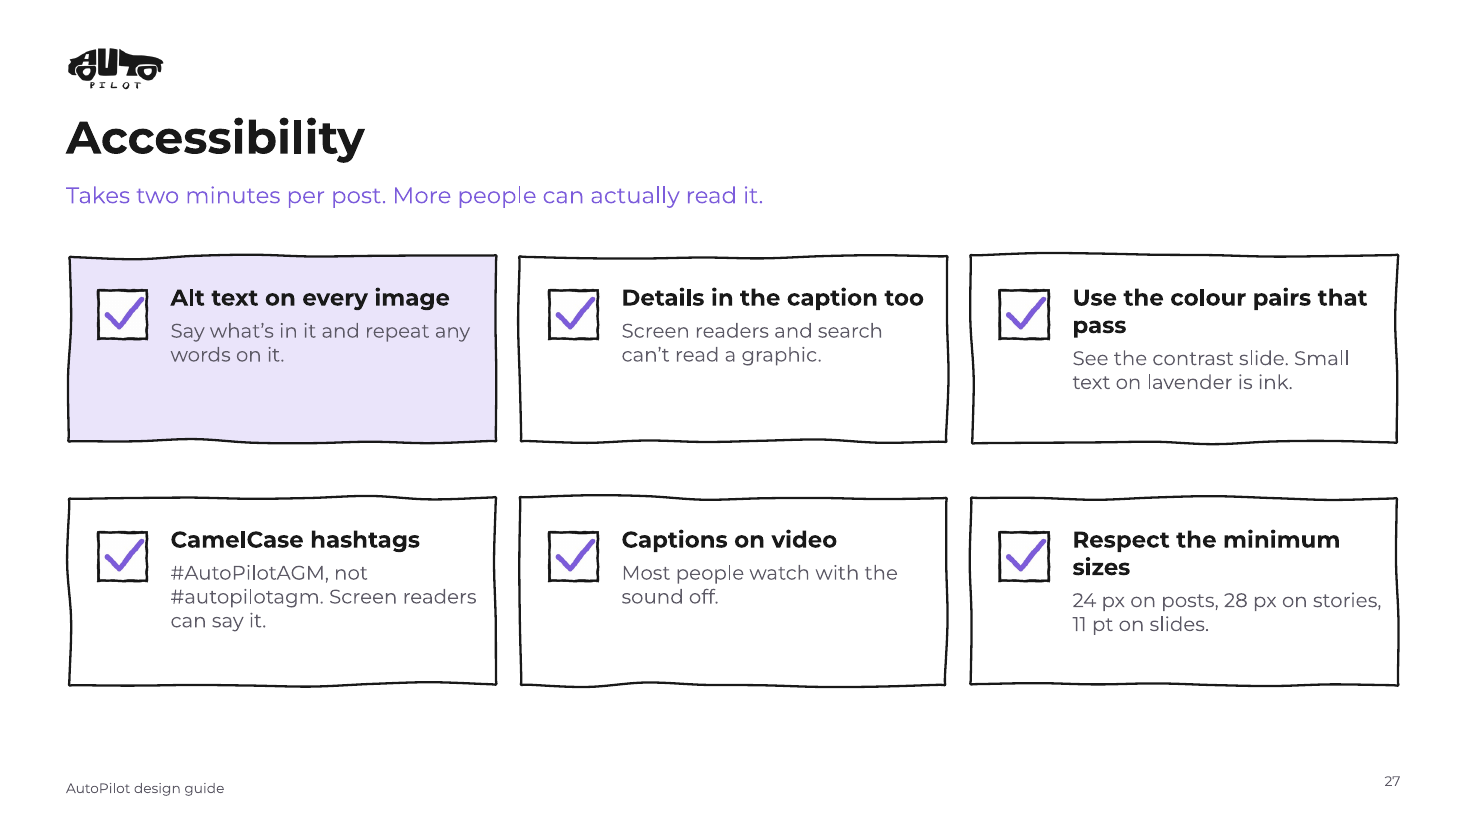 AUTO
PILOT
Accessibility
Takes two minutes per post. More people can actually read it.
Alt text on every image
Say what’s in it and repeat any
words on it.
Details in the caption too
Screen readers and search
can’t read a graphic.
Use the colour pairs that
pass
See the contrast slide. Small
text on lavender is ink.
CamelCase hashtags
#AutoPilotAGM, not
#autopilotagm. Screen readers
can say it.
Captions on video
Most people watch with the
sound off.
Respect the minimum
sizes
24 px on posts, 28 px on stories,
11 pt on slides.
AutoPilot design guide
27